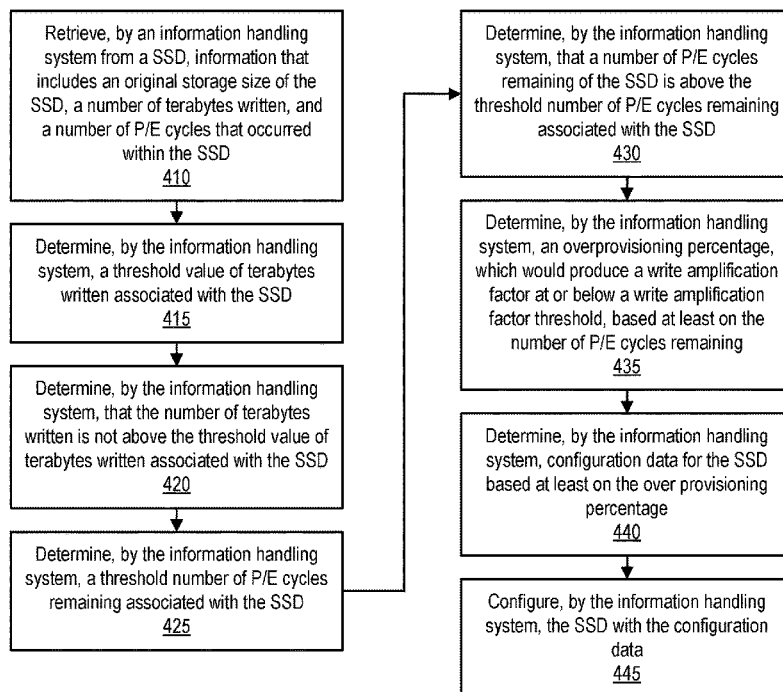 Retrieve, by an information handling
system from a SSD, information that
includes an original storage size of the
SSD, a number of terabytes written, and
a number of P/E cycles that occurred
within the SSD
410
Determine, by the information handling
system, a threshold value of terabytes
written associated with the SSD
415
Determine, by the information handling
system, that the number of terabytes
written is not above the threshold value of
terabytes written associated with the SSD
420
Determine, by the information handling
system, a threshold number of P/E cycles
remaining associated with the SSD
425
Determine, by the information handling
system, that a number of P/E cycles
remaining of the SSD is above the
threshold number of P/E cycles remaining
associated with the SSD
430
Determine, by the information handling
system, an overprovisioning percentage,
which would produce a write amplification
factor at or below a write amplification
factor threshold, based at least on the
number of P/E cycles remaining
435
Determine, by the information handling
system, configuration data for the SSD
based at least on the over provisioning
percentage
440
Configure, by the information handling
system, the SSD with the configuration
data
445